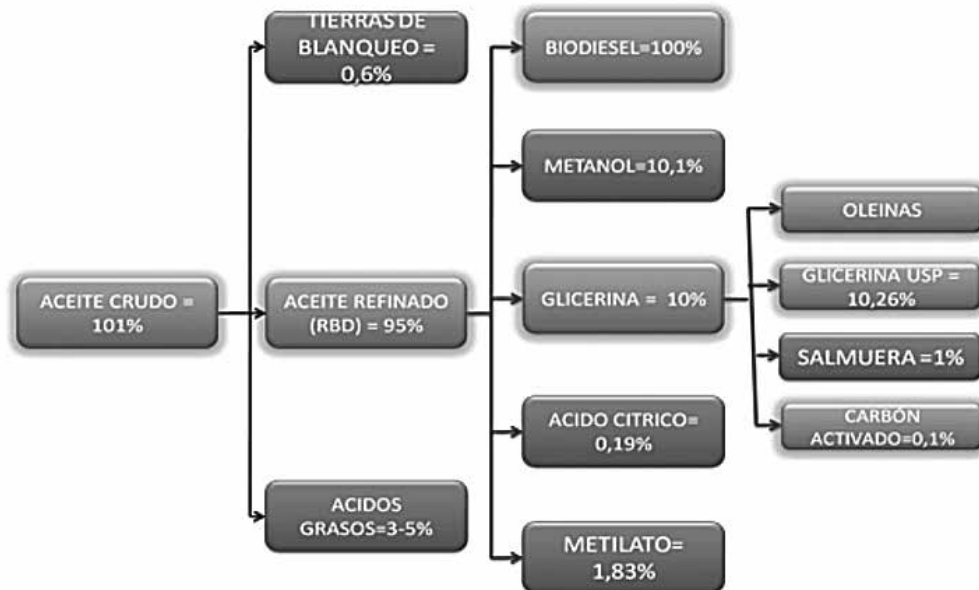 TIERRAS DE
BLANQUEO =
0,6%
BIODIESEL=100%
METANOL=10,1%
OLEINAS
ACEITE CRUDO =
101%
ACEITE REFINADO
(RBD) = 95%
GLICERINA = 10%
GLICERINA USP =
10,26%
SALMUERA =1%
ACIDO CITRICO=
0,19%
CARBÓN
ACTIVADO=0,1%
ACIDOS
GRASOS=3-5%
METILATO=
1,83%